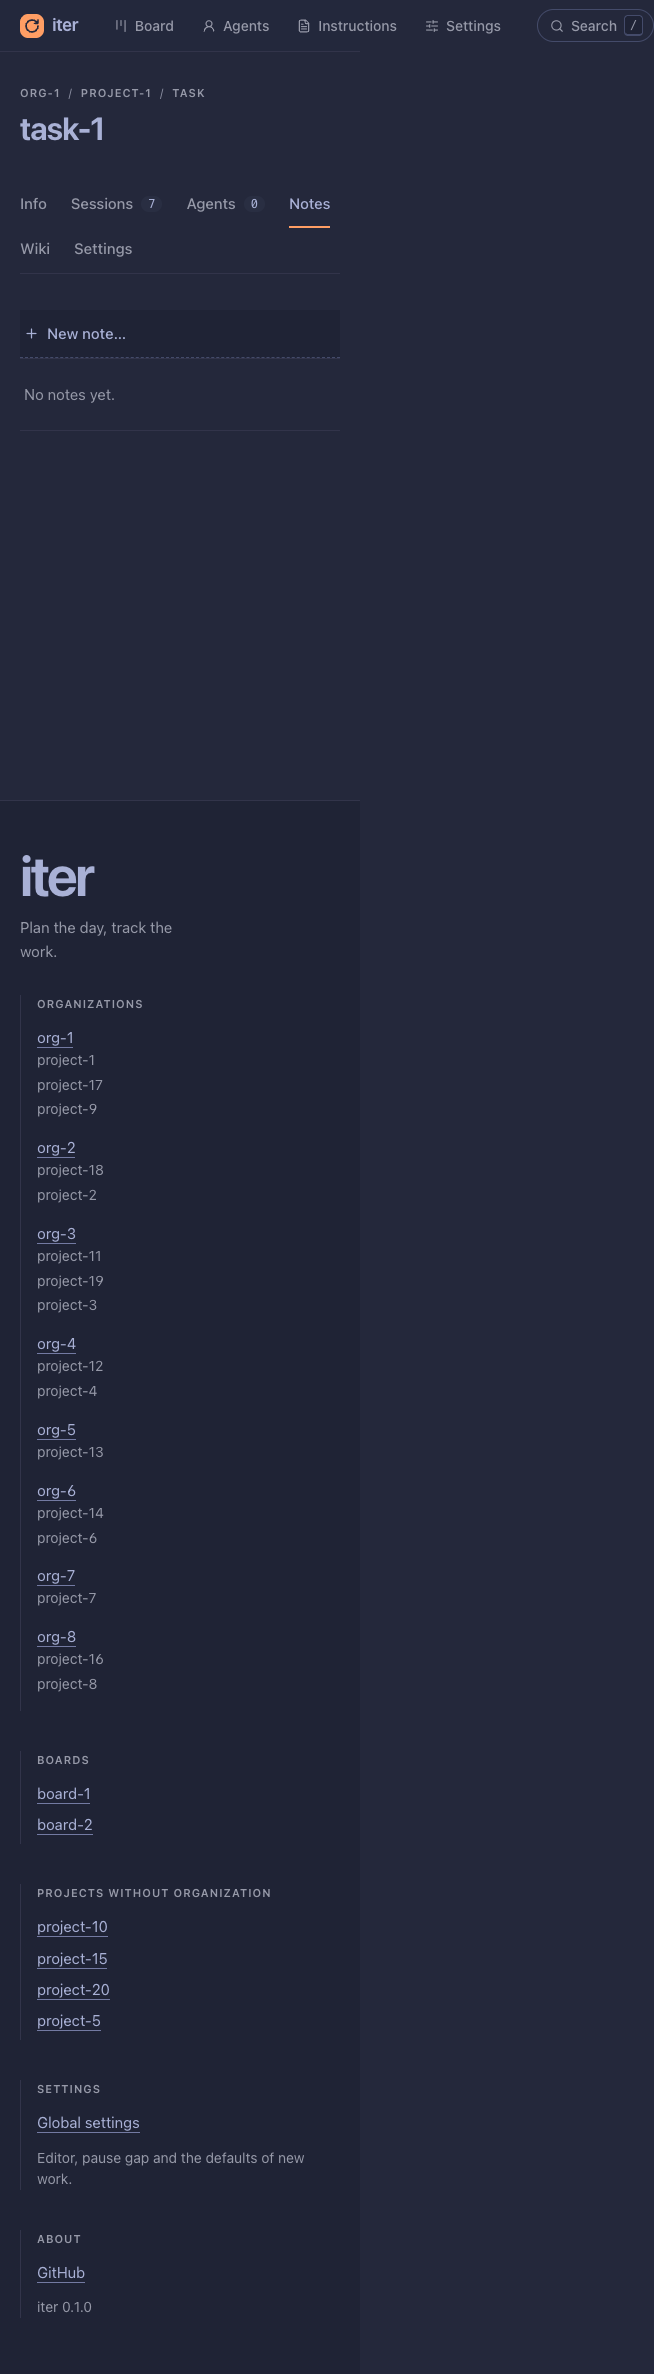 iter Board Agents Instructions Settings Search /
ORG-1 / PROJECT-1 / TASK
task-1
Info Sessions 7 Agents 0 Notes
Wiki Settings
+ New note...
No notes yet.
iter
Plan the day, track the
work.
ORGANIZATIONS
org-1
project-1
project-17
project-9
org-2
project-18
project-2
org-3
project-11
project-19
project-3
org-4
project-12
project-4
org-5
project-13
org-6
project-14
project-6
org-7
project-7
org-8
project-16
project-8
BOARDS
board-1
board-2
PROJECTS WITHOUT ORGANIZATION
project-10
project-15
project-20
project-5
SETTINGS
Global settings
Editor, pause gap and the defaults of new
work.
ABOUT
GitHub
iter 0.1.0